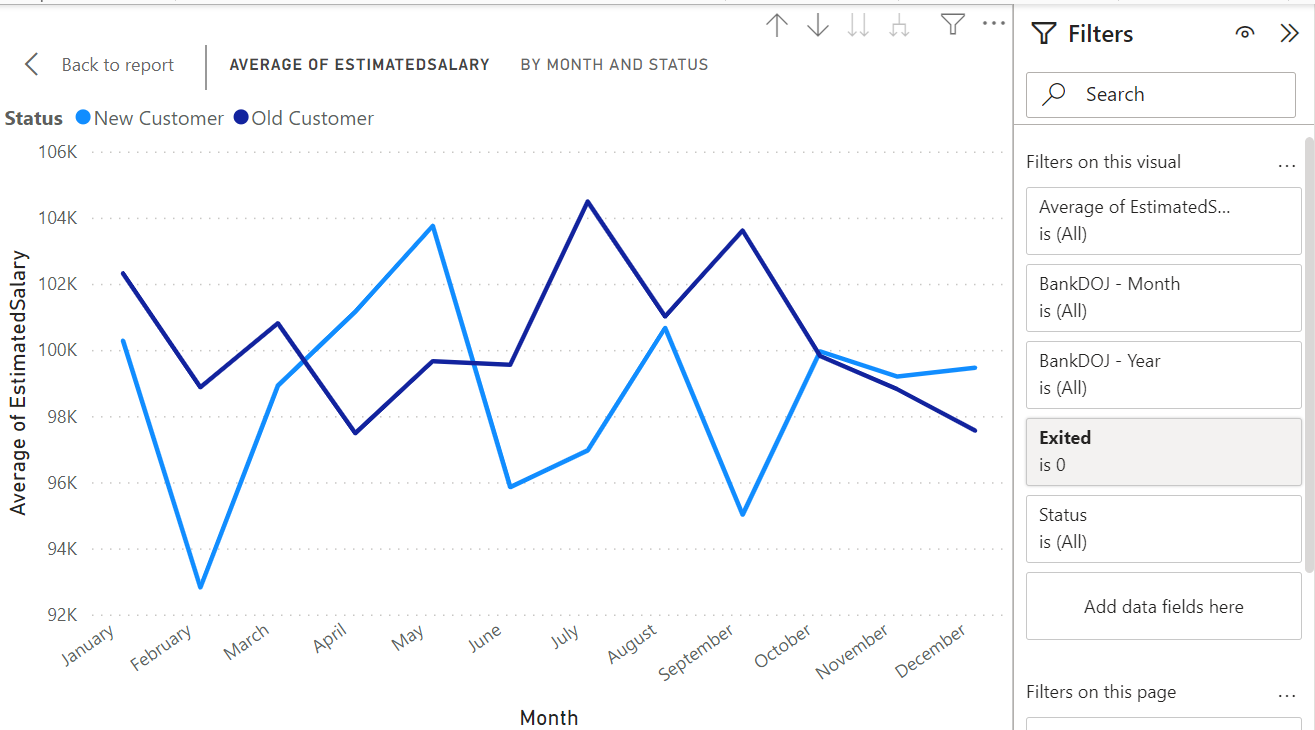 Back to report
AVERAGE OF ESTIMATEDSALARY
BY MONTH AND STATUS
Status New Customer Old Customer
106K
104K
102K
100K
98K
96K
94K
92K
Average of EstimatedSalary
January
February
March
April
May
June
July
August
September
October
November
December
Month
Filters
Search
Filters on this visual
Average of EstimatedS...
is (All)
BankDOJ - Month
is (All)
BankDOJ - Year
is (All)
Exited
is 0
Status
is (All)
Add data fields here
Filters on this page